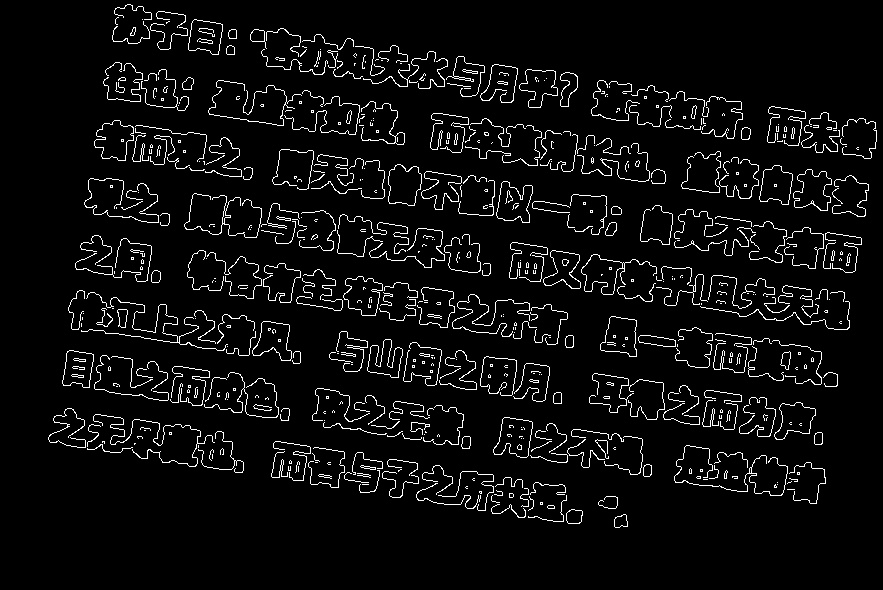 苏子曰：“客亦知夫水与月乎？逝者如斯，而未尝
往也；盈虚者如彼，而卒莫消长也。盖将自其变
者而观之，则天地曾不能以一瞬；自其不变者而
观之，则物与我皆无尽也，而又何羡乎!且夫天地
之间，物各有主,苟非吾之所有，虽一毫而莫取。
惟江上之清风，与山间之明月，耳得之而为声，
目遇之而成色，取之无禁，用之不竭，是造物者
之无尽藏也，而吾与子之所共适。”